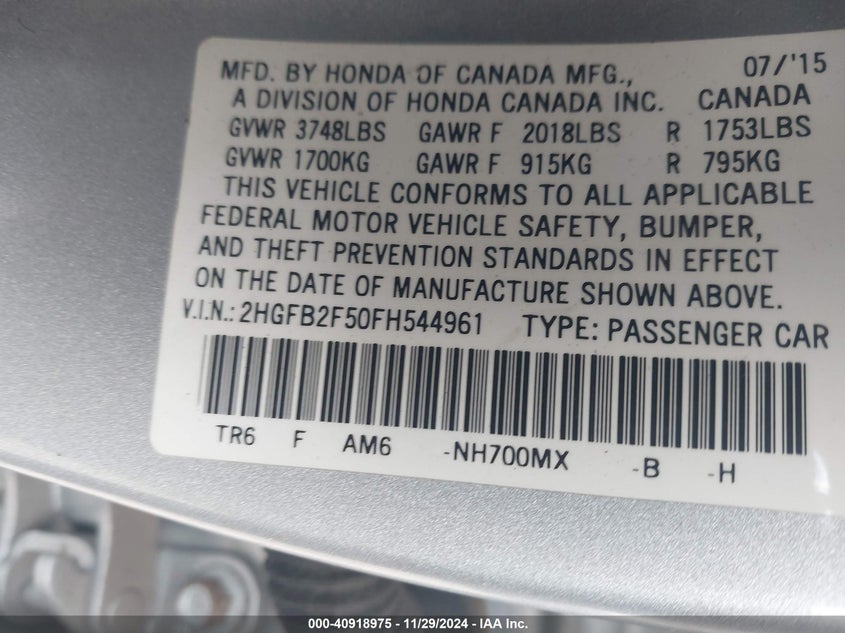 MFD. BY HONDA OF CANADA MFG., 07/'15
A DIVISION OF HONDA CANADA INC. CANADA
GVWR 3748LBS GAWR F 2018LBS R 1753LBS
GVWR 1700KG GAWR F 915KG R 795KG
THIS VEHICLE CONFORMS TO ALL APPLICABLE
FEDERAL MOTOR VEHICLE SAFETY, BUMPER,
AND THEFT PREVENTION STANDARDS IN EFFECT
ON THE DATE OF MANUFACTURE SHOWN ABOVE.
V.I.N.: 2HGFB2F50FH544961 TYPE: PASSENGER CAR
TR6 F AM6 -NH700MX -B -H
000-40918975 - 11/29/2024 - IAA Inc.